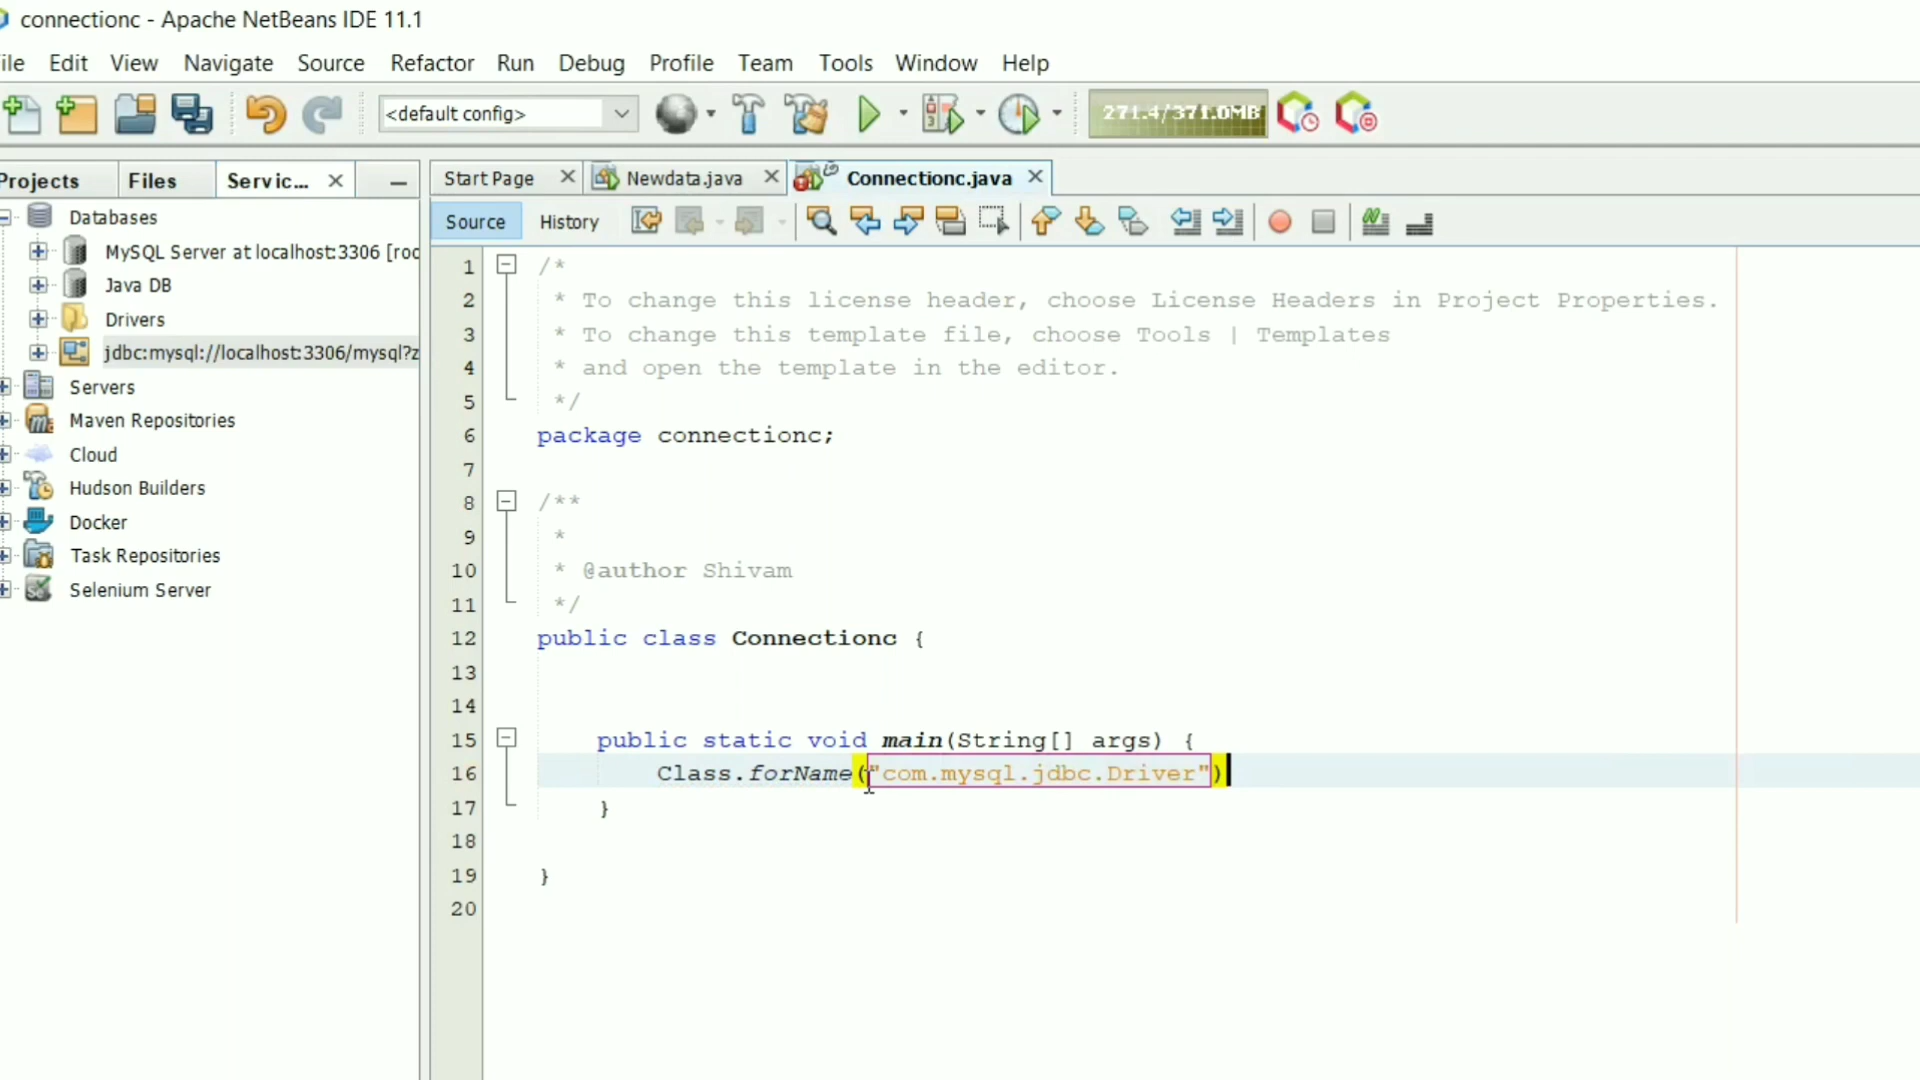 connectionc - Apache NetBeans IDE 11.1
ile Edit View Navigate Source Refactor Run Debug Profile Team Tools Window Help
<default config>
271.4/371.0MB
Projects Files Servic...
Start Page Newdata.java Connectionc.java
Source History
Databases
MySQL Server at localhost:3306 [roo
Java DB
Drivers
jdbc:mysql://localhost:3306/mysql?z
Servers
Maven Repositories
Cloud
Hudson Builders
Docker
Task Repositories
Selenium Server
1 /*
2 * To change this license header, choose License Headers in Project Properties.
3 * To change this template file, choose Tools | Templates
4 * and open the template in the editor.
5 */
6 package connectionc;
7
8 /**
9 *
10 * @author Shivam
11 */
12 public class Connectionc {
13
14
15 public static void main(String[] args) {
16 Class.forName("com.mysql.jdbc.Driver")
17 }
18
19 }
20